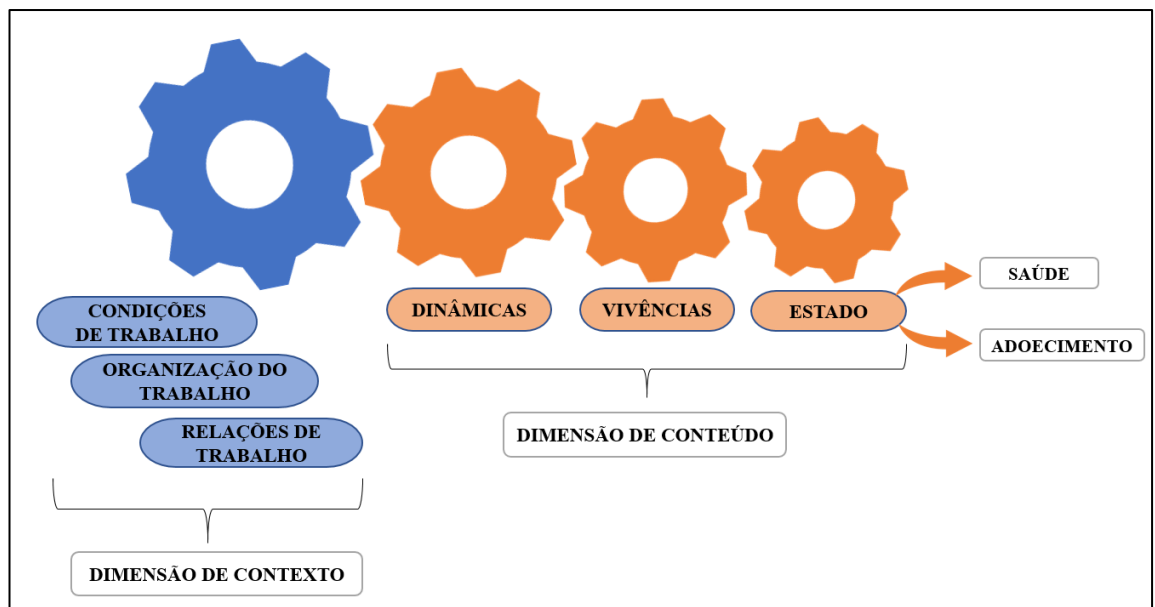 CONDIÇÕES
DE TRABALHO
ORGANIZAÇÃO DO
TRABALHO
RELAÇÕES DE
TRABALHO
DIMENSÃO DE CONTEXTO
DINÂMICAS
VIVÊNCIAS
ESTADO
DIMENSÃO DE CONTEÚDO
SAÚDE
ADOECIMENTO